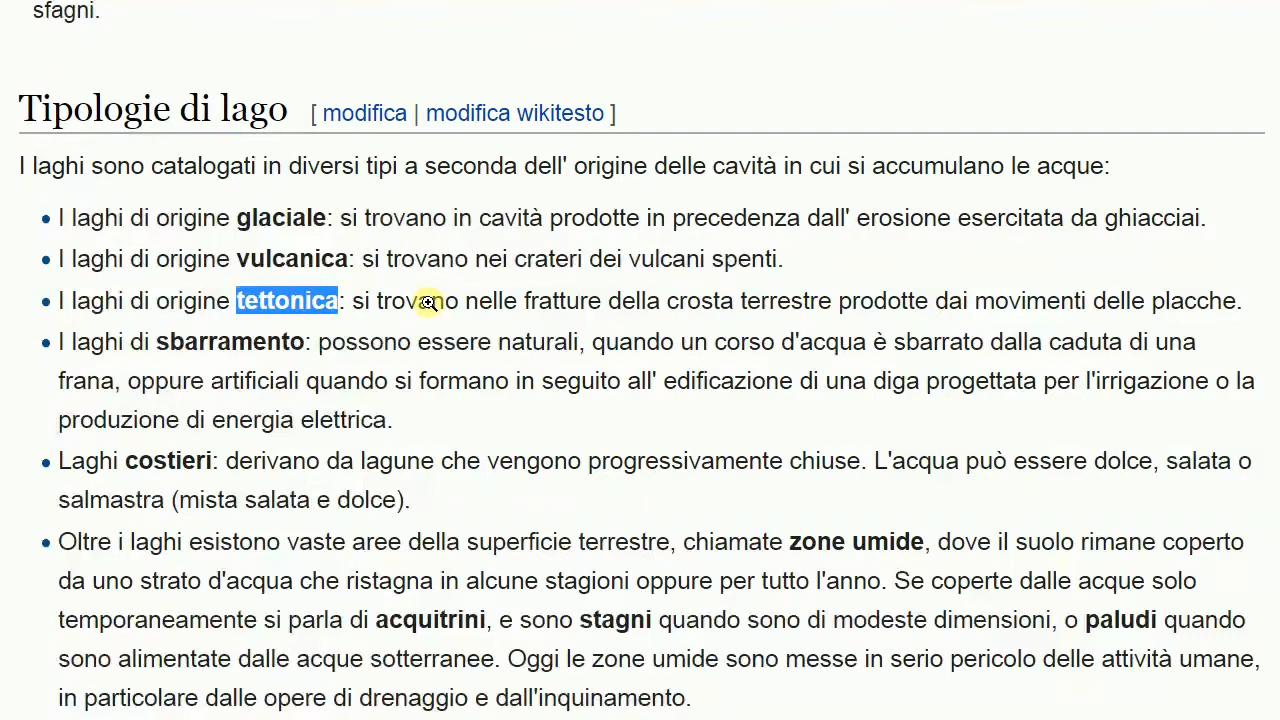 sfagni.
Tipologie di lago [ modifica | modifica wikitesto ]
I laghi sono catalogati in diversi tipi a seconda dell' origine delle cavità in cui si accumulano le acque:
• I laghi di origine glaciale: si trovano in cavità prodotte in precedenza dall' erosione esercitata da ghiacciai.
• I laghi di origine vulcanica: si trovano nei crateri dei vulcani spenti.
• I laghi di origine tettonica: si trovano nelle fratture della crosta terrestre prodotte dai movimenti delle placche.
• I laghi di sbarramento: possono essere naturali, quando un corso d'acqua è sbarrato dalla caduta di una
frana, oppure artificiali quando si formano in seguito all' edificazione di una diga progettata per l'irrigazione o la
produzione di energia elettrica.
• Laghi costieri: derivano da lagune che vengono progressivamente chiuse. L'acqua può essere dolce, salata o
salmastra (mista salata e dolce).
• Oltre i laghi esistono vaste aree della superficie terrestre, chiamate zone umide, dove il suolo rimane coperto
da uno strato d'acqua che ristagna in alcune stagioni oppure per tutto l'anno. Se coperte dalle acque solo
temporaneamente si parla di acquitrini, e sono stagni quando sono di modeste dimensioni, o paludi quando
sono alimentate dalle acque sotterranee. Oggi le zone umide sono messe in serio pericolo delle attività umane,
in particolare dalle opere di drenaggio e dall'inquinamento.